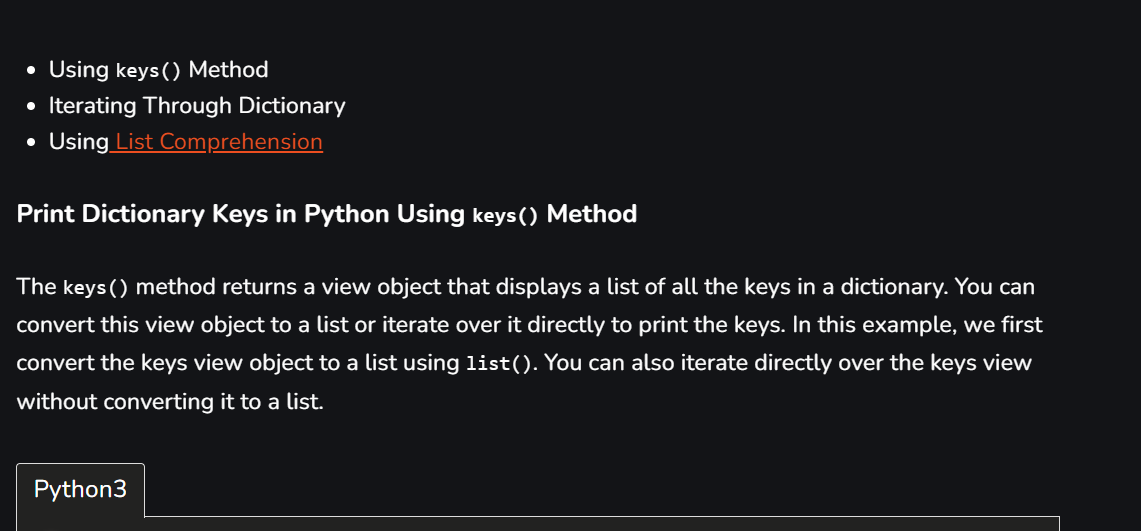 Using keys() Method
Iterating Through Dictionary
Using List Comprehension
Print Dictionary Keys in Python Using keys() Method
The keys() method returns a view object that displays a list of all the keys in a dictionary. You can
convert this view object to a list or iterate over it directly to print the keys. In this example, we first
convert the keys view object to a list using list(). You can also iterate directly over the keys view
without converting it to a list.
Python3